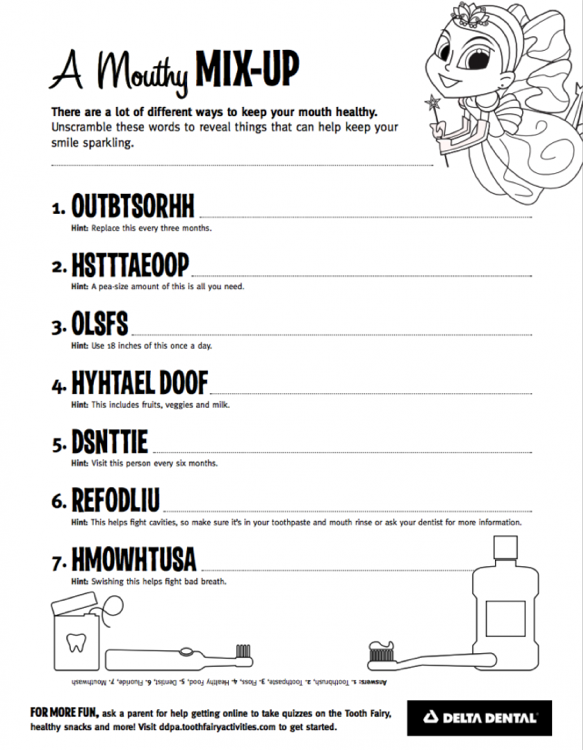 A Mouthy MIX-UP
There are a lot of different ways to keep your mouth healthy.
Unscramble these words to reveal things that can help keep your
smile sparkling.
1. OUTBTSORHH
Hint: Replace this every three months.
2. HSTTTAEOOP
Hint: A pea-size amount of this is all you need.
3. OLSFS
Hint: Use 18 inches of this once a day.
4. HYHTAEL DOOF
Hint: This includes fruits, veggies and milk.
5. DSNTTIE
Hint: Visit this person every six months.
6. REFODLIU
Hint: This helps fight cavities, so make sure it's in your toothpaste and mouth rinse or ask your dentist for more information.
7. HMOWHTUSA
Hint: Swishing this helps fight bad breath.
Answers: 1. Toothbrush, 2. Toothpaste, 3. Floss, 4. Healthy Food, 5. Dentist, 6. Fluoride, 7. Mouthwash
FOR MORE FUN, ask a parent for help getting online to take quizzes on the Tooth Fairy,
healthy snacks and more! Visit ddpa.toothfairyactivities.com to get started.
DELTA DENTAL®